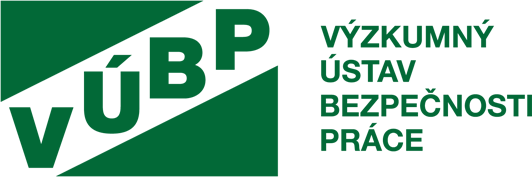 VÚBP
VÝZKUMNÝ
ÚSTAV
BEZPEČNOSTI
PRÁCE